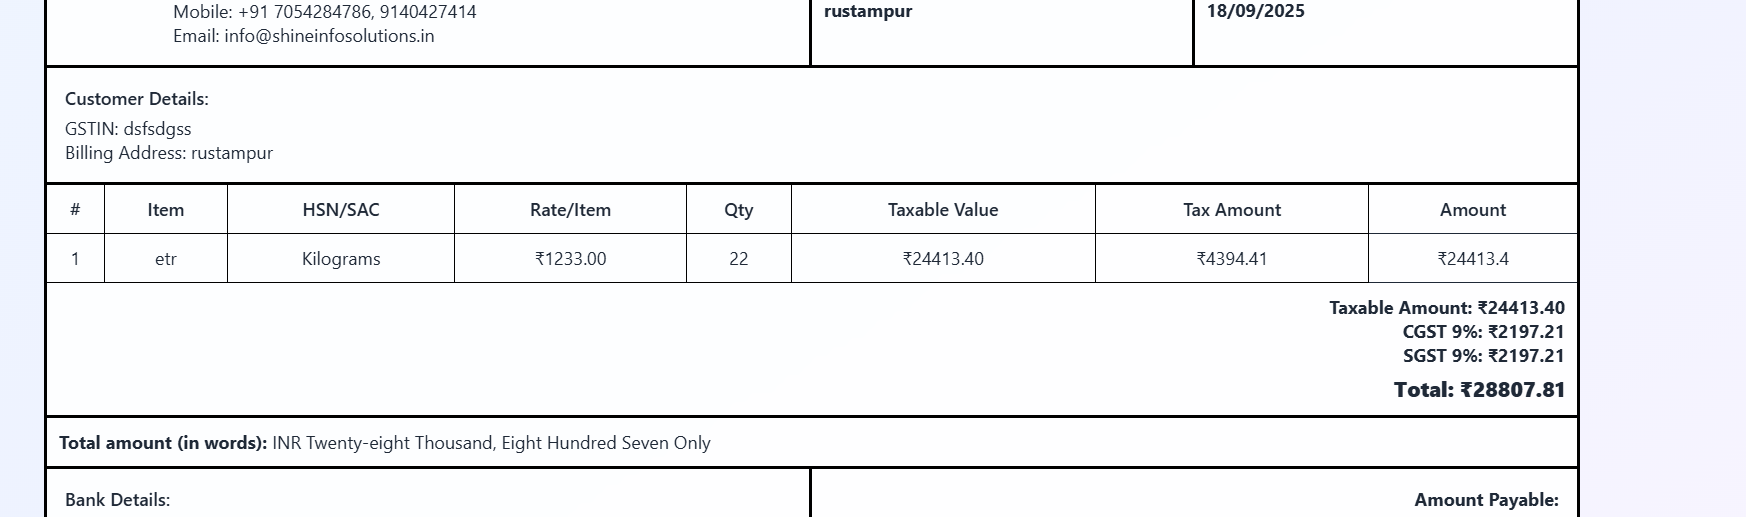 Mobile: +91 7054284786, 9140427414
Email: info@shineinfosolutions.in
rustampur
18/09/2025
Customer Details:
GSTIN: dsfsdgss
Billing Address: rustampur
# Item HSN/SAC Rate/Item Qty Taxable Value Tax Amount Amount
1 etr Kilograms ₹1233.00 22 ₹24413.40 ₹4394.41 ₹24413.4
Taxable Amount: ₹24413.40
CGST 9%: ₹2197.21
SGST 9%: ₹2197.21
Total: ₹28807.81
Total amount (in words): INR Twenty-eight Thousand, Eight Hundred Seven Only
Bank Details:
Amount Payable: